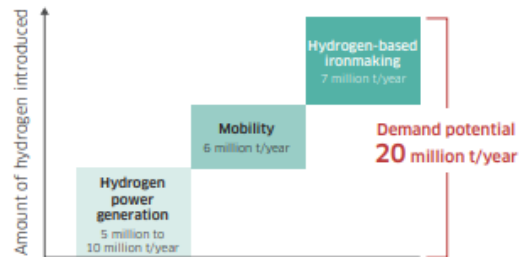 Amount of hydrogen introduced
Hydrogen-based
ironmaking
7 million t/year
Mobility
6 million t/year
Hydrogen
power
generation
5 million to
10 million t/year
Demand potential
20 million t/year